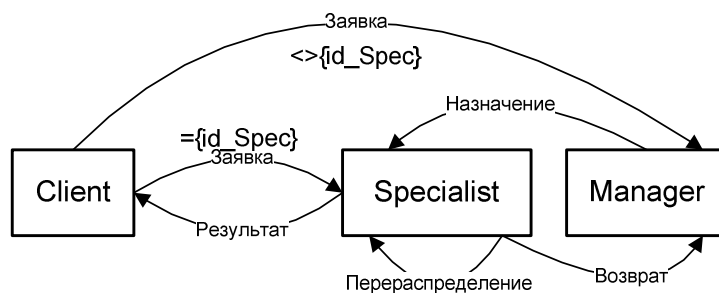 Заявка
<>{id_Spec}
Назначение
={id_Spec}
Заявка
Client
Specialist
Manager
Результат
Перераспределение
Возврат